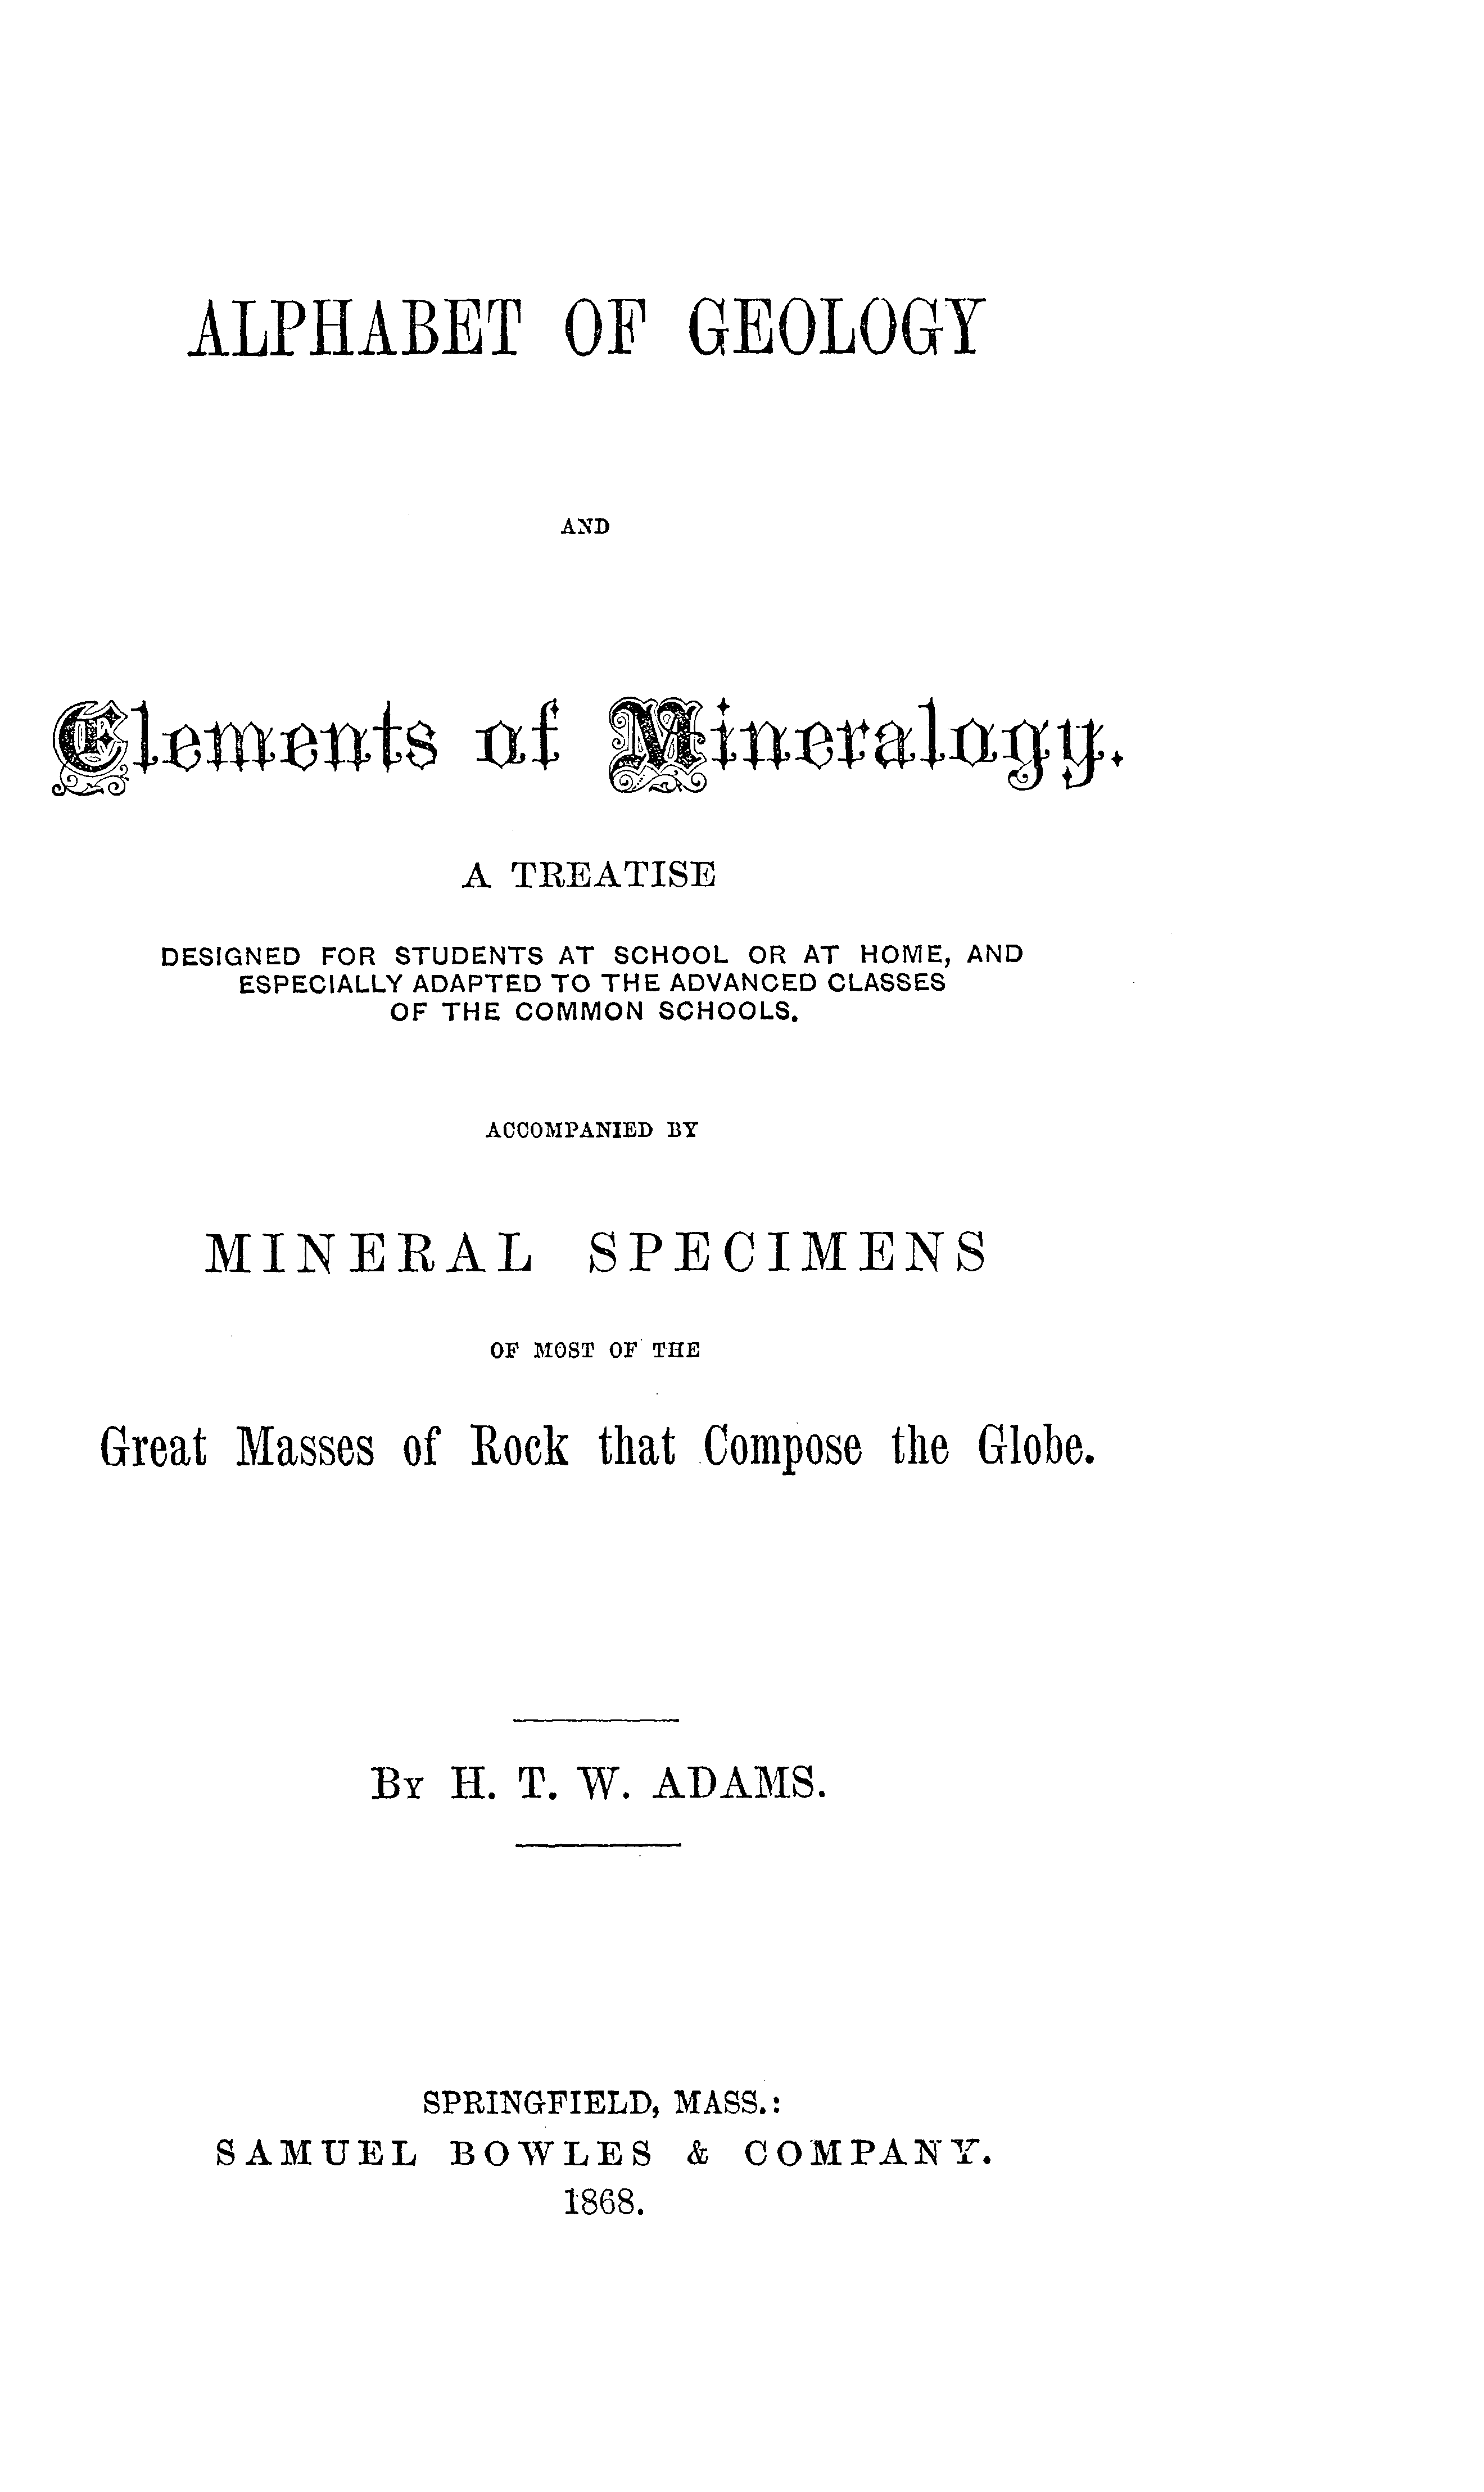 ALPHABET OF GEOLOGY
AND
Elements of Mineralogy.
A TREATISE
DESIGNED FOR STUDENTS AT SCHOOL OR AT HOME, AND
ESPECIALLY ADAPTED TO THE ADVANCED CLASSES
OF THE COMMON SCHOOLS.
ACCOMPANIED BY
MINERAL SPECIMENS
OF MOST OF THE
Great Masses of Rock that Compose the Globe.
BY H. T. W. ADAMS.
SPRINGFIELD, MASS.:
SAMUEL BOWLES & COMPANY.
1868.